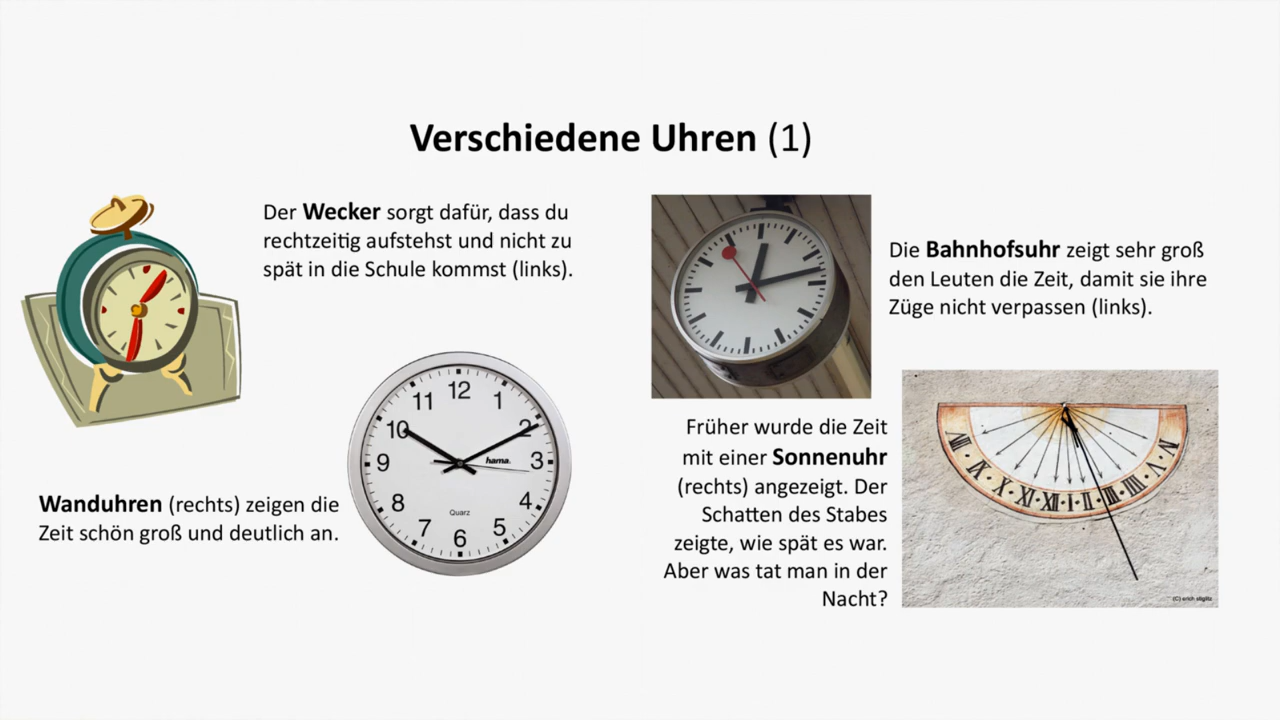 Verschiedene Uhren (1)
Der Wecker sorgt dafür, dass du
rechtzeitig aufstehst und nicht zu
spät in die Schule kommst (links).
Wanduhren (rechts) zeigen die
Zeit schön groß und deutlich an.
12
11 1
10 2
9 hama. 3
8 4
Quarz
7 5
6
Die Bahnhofsuhr zeigt sehr groß
den Leuten die Zeit, damit sie ihre
Züge nicht verpassen (links).
Früher wurde die Zeit
mit einer Sonnenuhr
(rechts) angezeigt. Der
Schatten des Stabes
zeigte, wie spät es war.
Aber was tat man in der
Nacht?